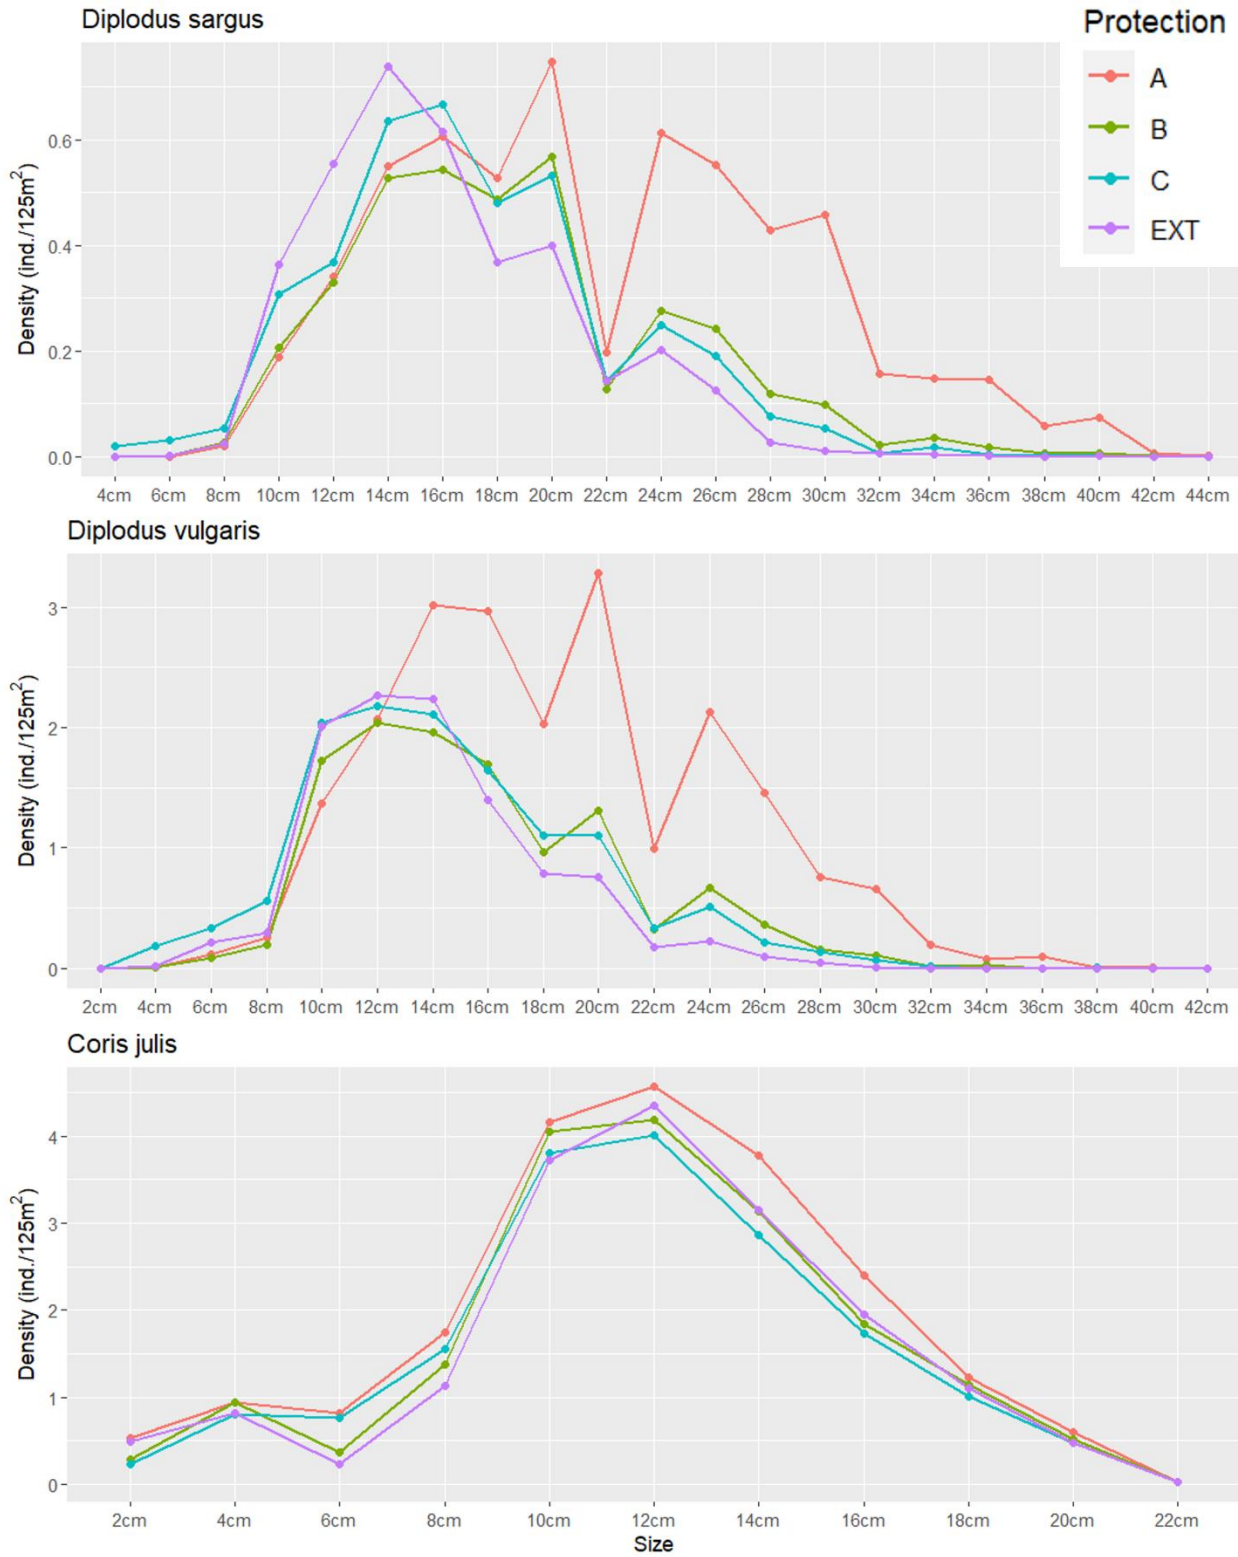 Diplodus sargus
Protection
A
B
C
EXT
Density (ind./125m²)
0.6
0.4
0.2
0.0
4cm 6cm 8cm 10cm 12cm 14cm 16cm 18cm 20cm 22cm 24cm 26cm 28cm 30cm 32cm 34cm 36cm 38cm 40cm 42cm 44cm
Diplodus vulgaris
Density (ind./125m²)
3
2
1
0
2cm 4cm 6cm 8cm 10cm 12cm 14cm 16cm 18cm 20cm 22cm 24cm 26cm 28cm 30cm 32cm 34cm 36cm 38cm 40cm 42cm
Coris julis
Density (ind./125m²)
4
3
2
1
0
2cm 4cm 6cm 8cm 10cm 12cm 14cm 16cm 18cm 20cm 22cm
Size